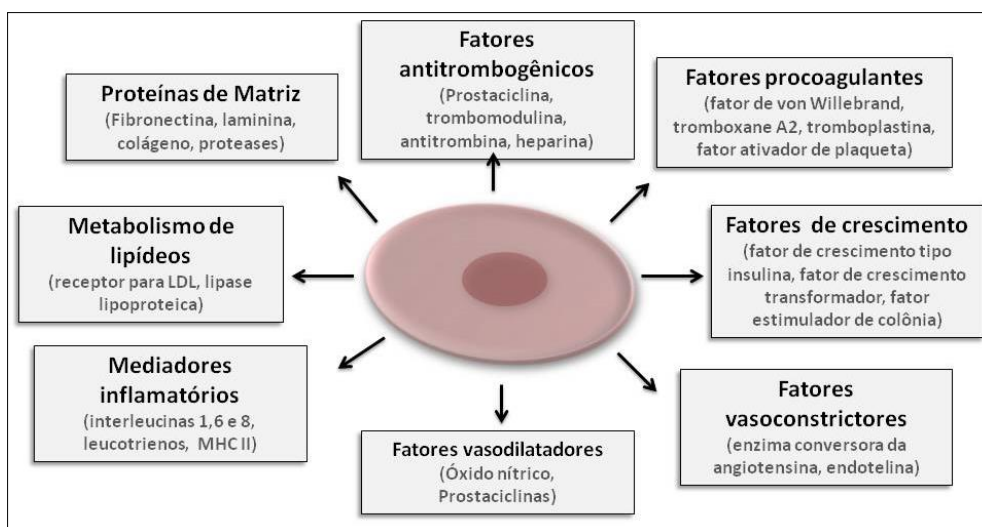 Fatores
antitrombogênicos
(Prostaciclina,
trombomodulina,
antitrombina, heparina)
Proteínas de Matriz
(Fibronectina, laminina,
colágeno, proteases)
Fatores procoagulantes
(fator de von Willebrand,
tromboxane A2, tromboplastina,
fator ativador de plaqueta)
Metabolismo de
lipídeos
(receptor para LDL, lipase
lipoproteica)
Fatores de crescimento
(fator de crescimento tipo
insulina, fator de crescimento
transformador, fator
estimulador de colônia)
Mediadores
inflamatórios
(interleucinas 1,6 e 8,
leucotrienos, MHC II)
Fatores vasodilatadores
(Óxido nítrico,
Prostaciclinas)
Fatores
vasoconstrictores
(enzima conversora da
angiotensina, endotelina)